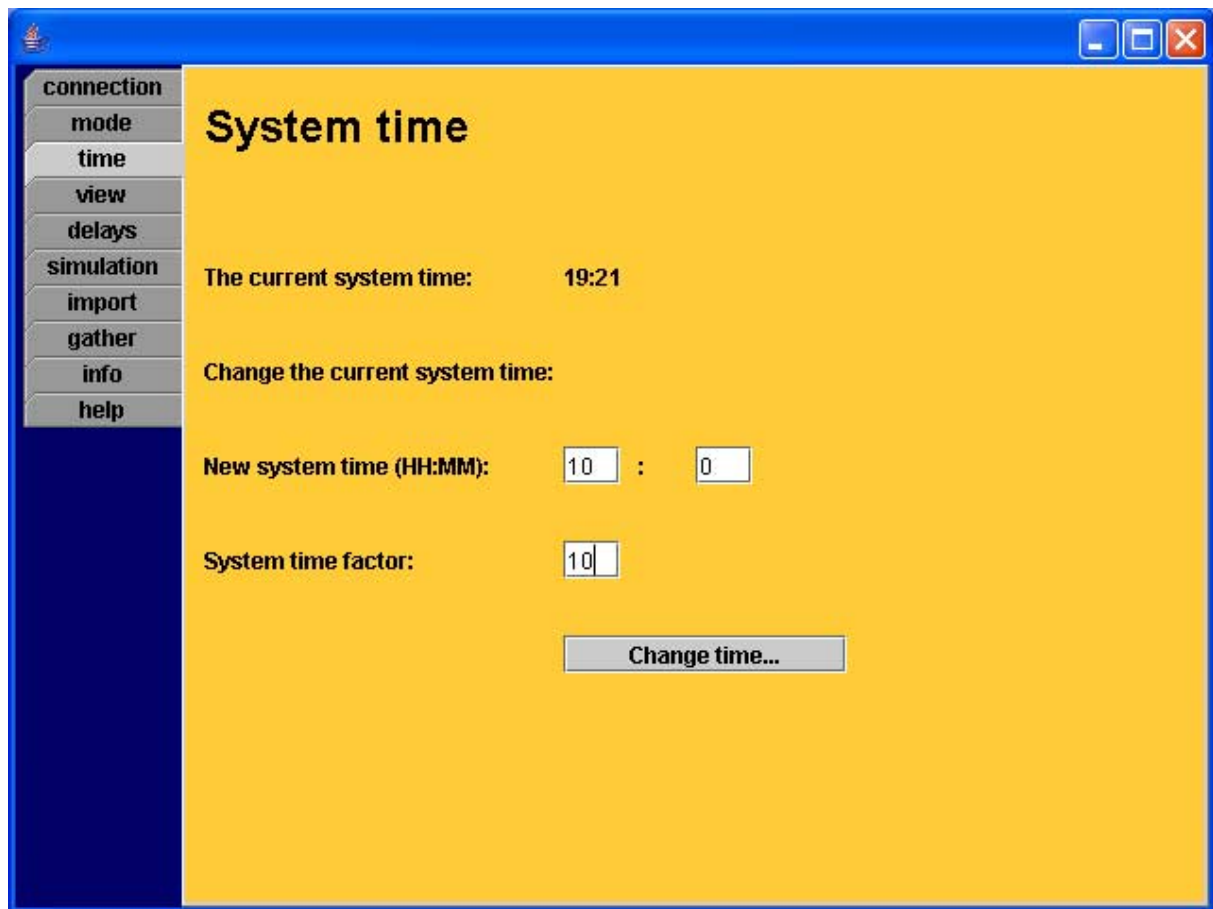 connection
mode
time
view
delays
simulation
import
gather
info
help
System time
The current system time: 19:21
Change the current system time:
New system time (HH:MM): 10 : 0
System time factor: 10
Change time...